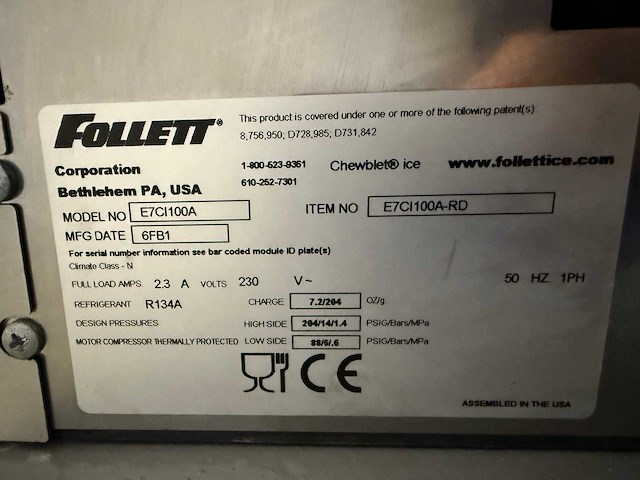 FOLLETT®
This product is covered under one or more of the following patent(s)
8,756,950; D728,985; D731,842
Corporation
Bethlehem PA, USA
1-800-523-9361
610-252-7301
Chewblet® ice
www.follettice.com
MODEL NO E7CI100A
ITEM NO E7CI100A-RD
MFG DATE 6FB1
For serial number information see bar coded module ID plate(s)
Climate Class - N
FULL LOAD AMPS 2.3 A VOLTS 230 V~ 50 HZ 1PH
REFRIGERANT R134A CHARGE 7.2/204 OZ/g
DESIGN PRESSURES HIGH SIDE 204/14/1.4 PSIG/Bars/MPa
MOTOR COMPRESSOR THERMALLY PROTECTED LOW SIDE 88/6/.6 PSIG/Bars/MPa
CE
ASSEMBLED IN THE USA